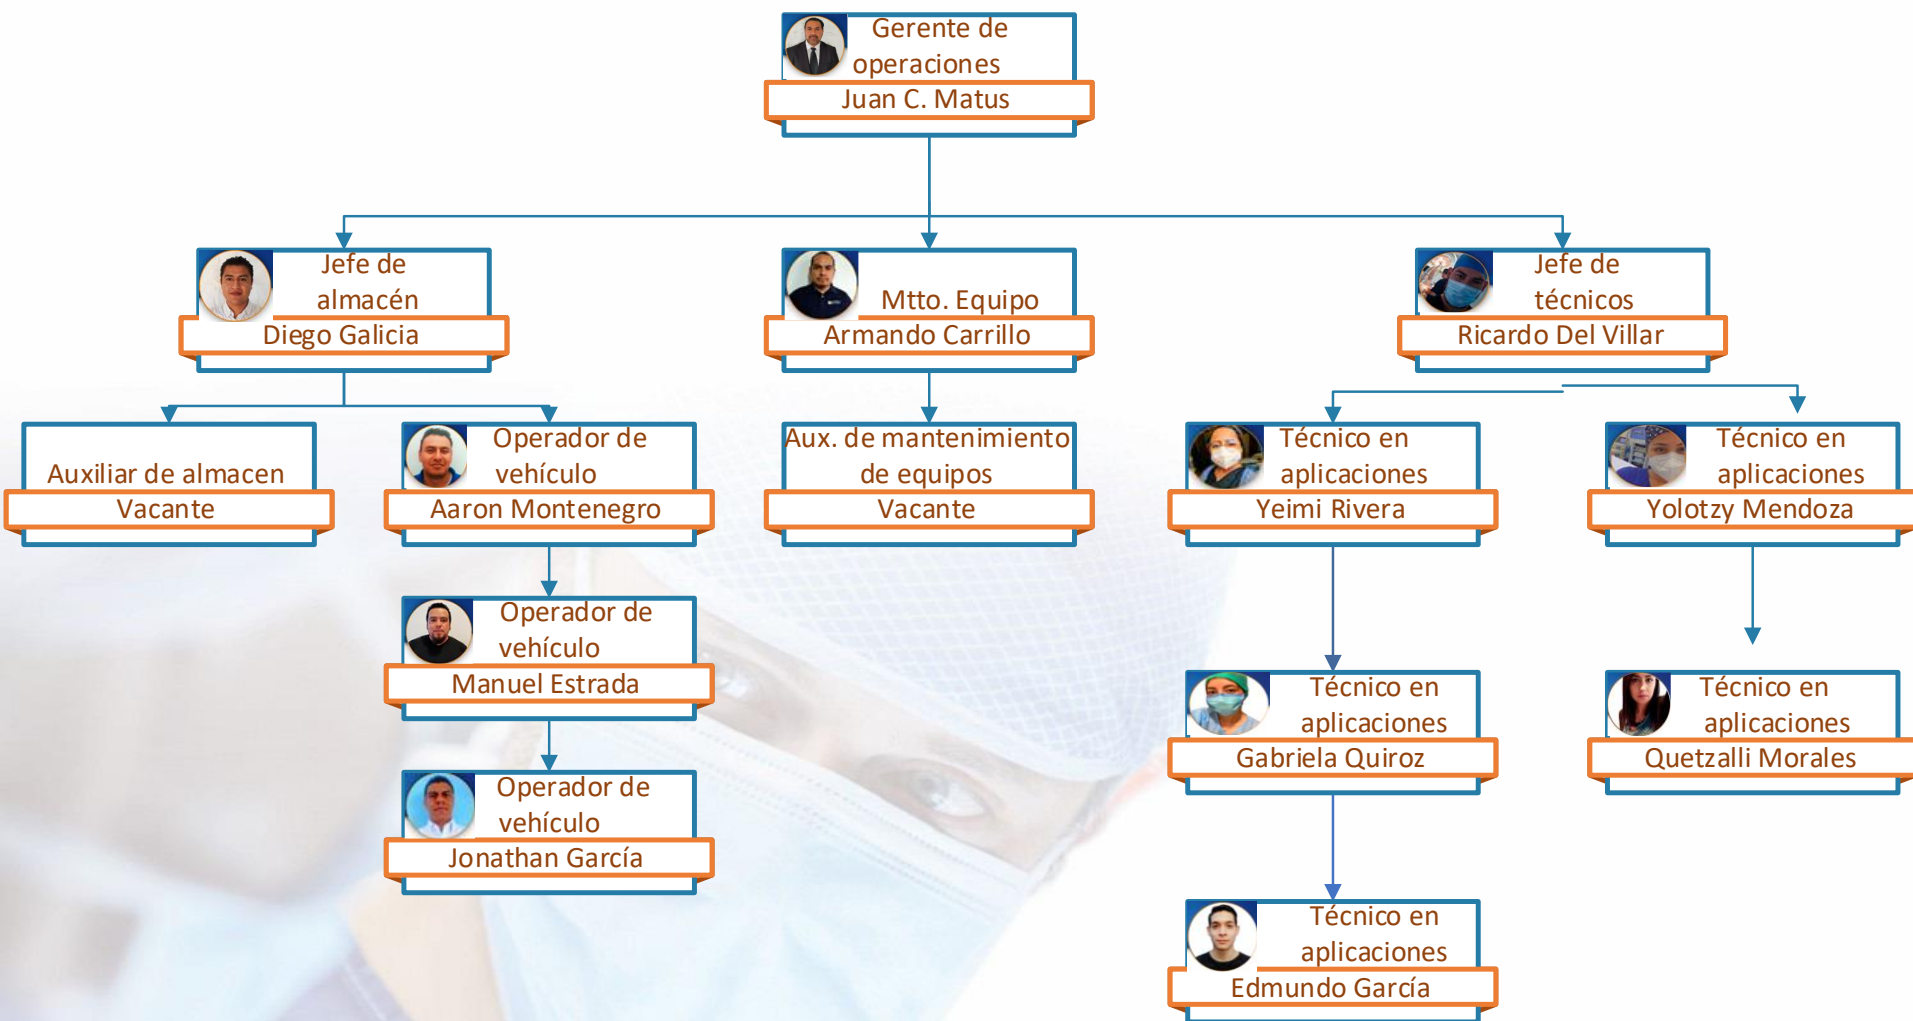 Gerente de
operaciones
Juan C. Matus
Jefe de
almacén
Diego Galicia
Mtto. Equipo
Armando Carrillo
Jefe de
técnicos
Ricardo Del Villar
Auxiliar de almacen
Vacante
Operador de
vehículo
Aaron Montenegro
Aux. de mantenimiento
de equipos
Vacante
Técnico en
aplicaciones
Yeimi Rivera
Técnico en
aplicaciones
Yolotzy Mendoza
Operador de
vehículo
Manuel Estrada
Técnico en
aplicaciones
Gabriela Quiroz
Técnico en
aplicaciones
Quetzalli Morales
Operador de
vehículo
Jonathan García
Técnico en
aplicaciones
Edmundo García